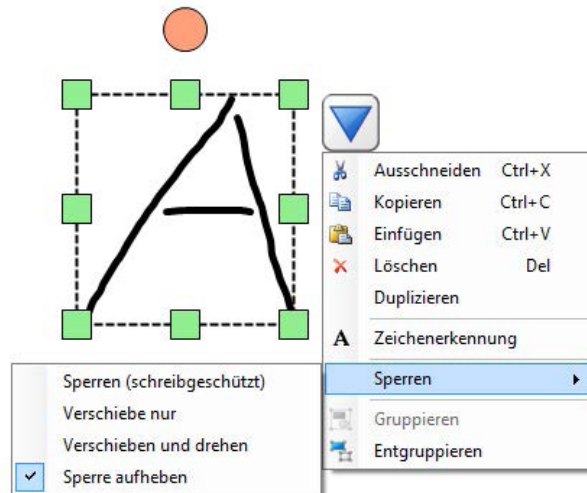 A
Ausschneiden Ctrl+X
Kopieren Ctrl+C
Einfügen Ctrl+V
Löschen Del
Duplizieren
A Zeichenerkennung
Sperren
Gruppieren
Entgruppieren
Sperren (schreibgeschützt)
Verschiebe nur
Verschieben und drehen
Sperre aufheben